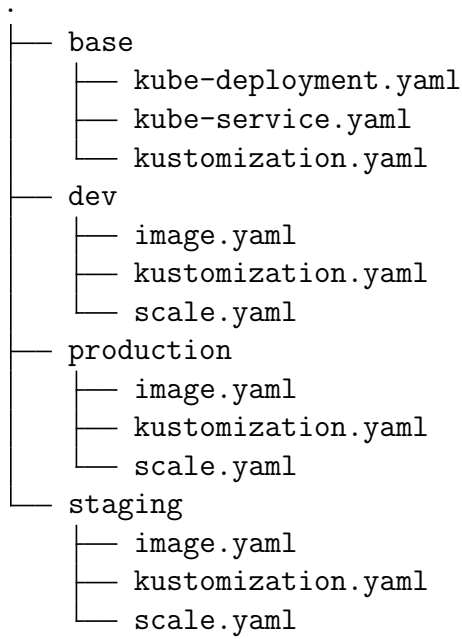 .
├── base
│   ├── kube-deployment.yaml
│   ├── kube-service.yaml
│   └── kustomization.yaml
├── dev
│   ├── image.yaml
│   ├── kustomization.yaml
│   └── scale.yaml
├── production
│   ├── image.yaml
│   ├── kustomization.yaml
│   └── scale.yaml
└── staging
    ├── image.yaml
    ├── kustomization.yaml
    └── scale.yaml